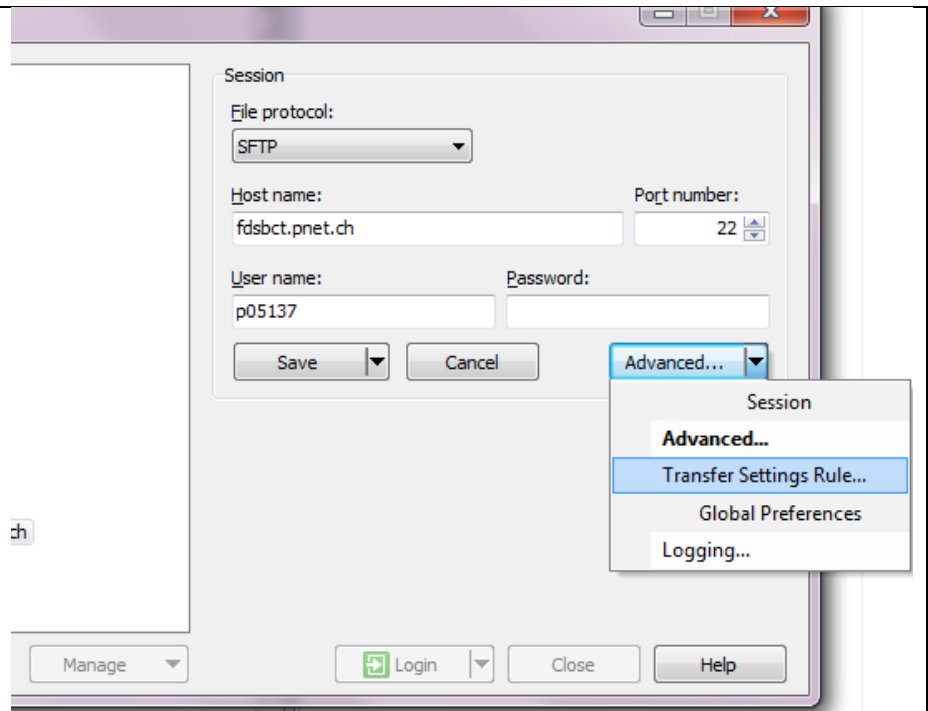 Session
File protocol:
SFTP
Host name: Port number:
fdsbct.pnet.ch 22
User name: Password:
p05137
Save Cancel Advanced...
Session
Advanced...
Transfer Settings Rule...
Global Preferences
ch
Logging...
Manage Login Close Help